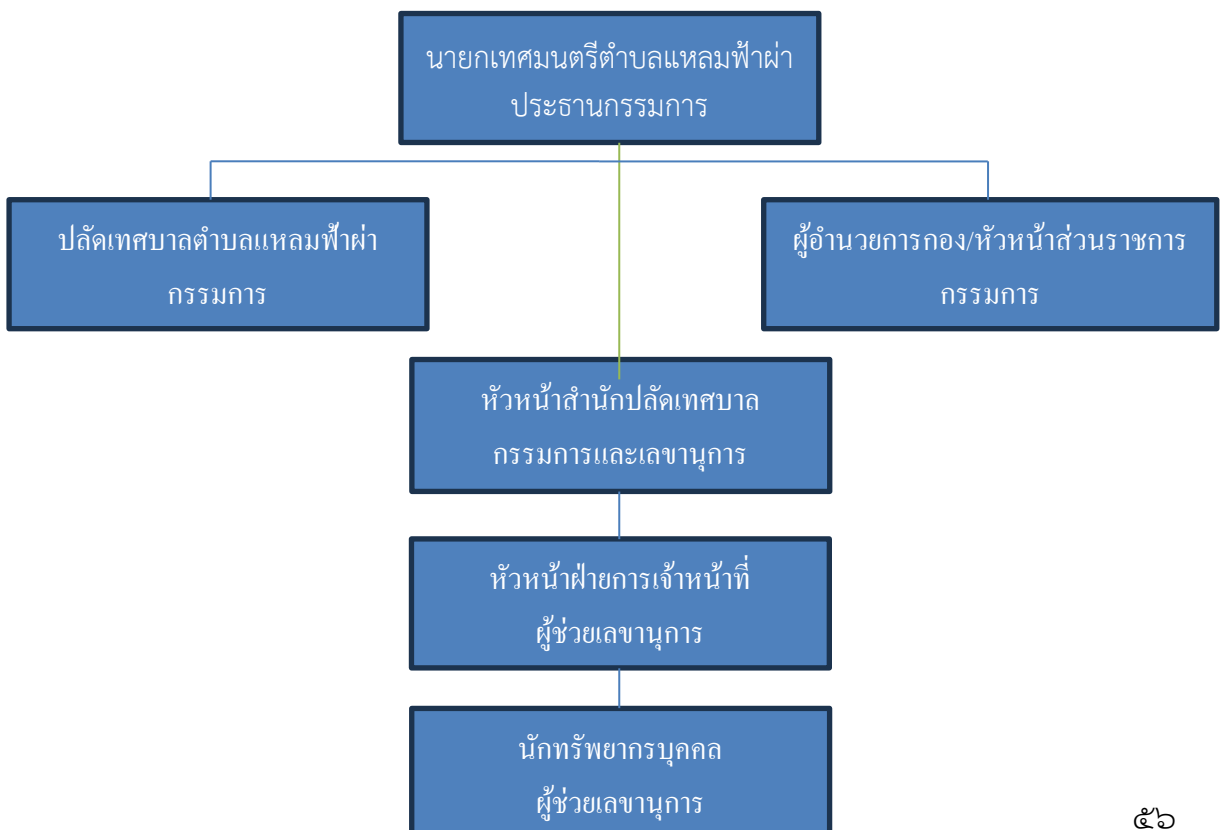 นายกเทศมนตรีตำบลแหลมฟ้าผ่า
ประธานกรรมการ
ปลัดเทศบาลตำบลแหลมฟ้าผ่า
กรรมการ
ผู้อำนวยการกอง/หัวหน้าส่วนราชการ
กรรมการ
หัวหน้าสำนักปลัดเทศบาล
กรรมการและเลขานุการ
หัวหน้าฝ่ายการเจ้าหน้าที่
ผู้ช่วยเลขานุการ
นักทรัพยากรบุคคล
ผู้ช่วยเลขานุการ
๕๖